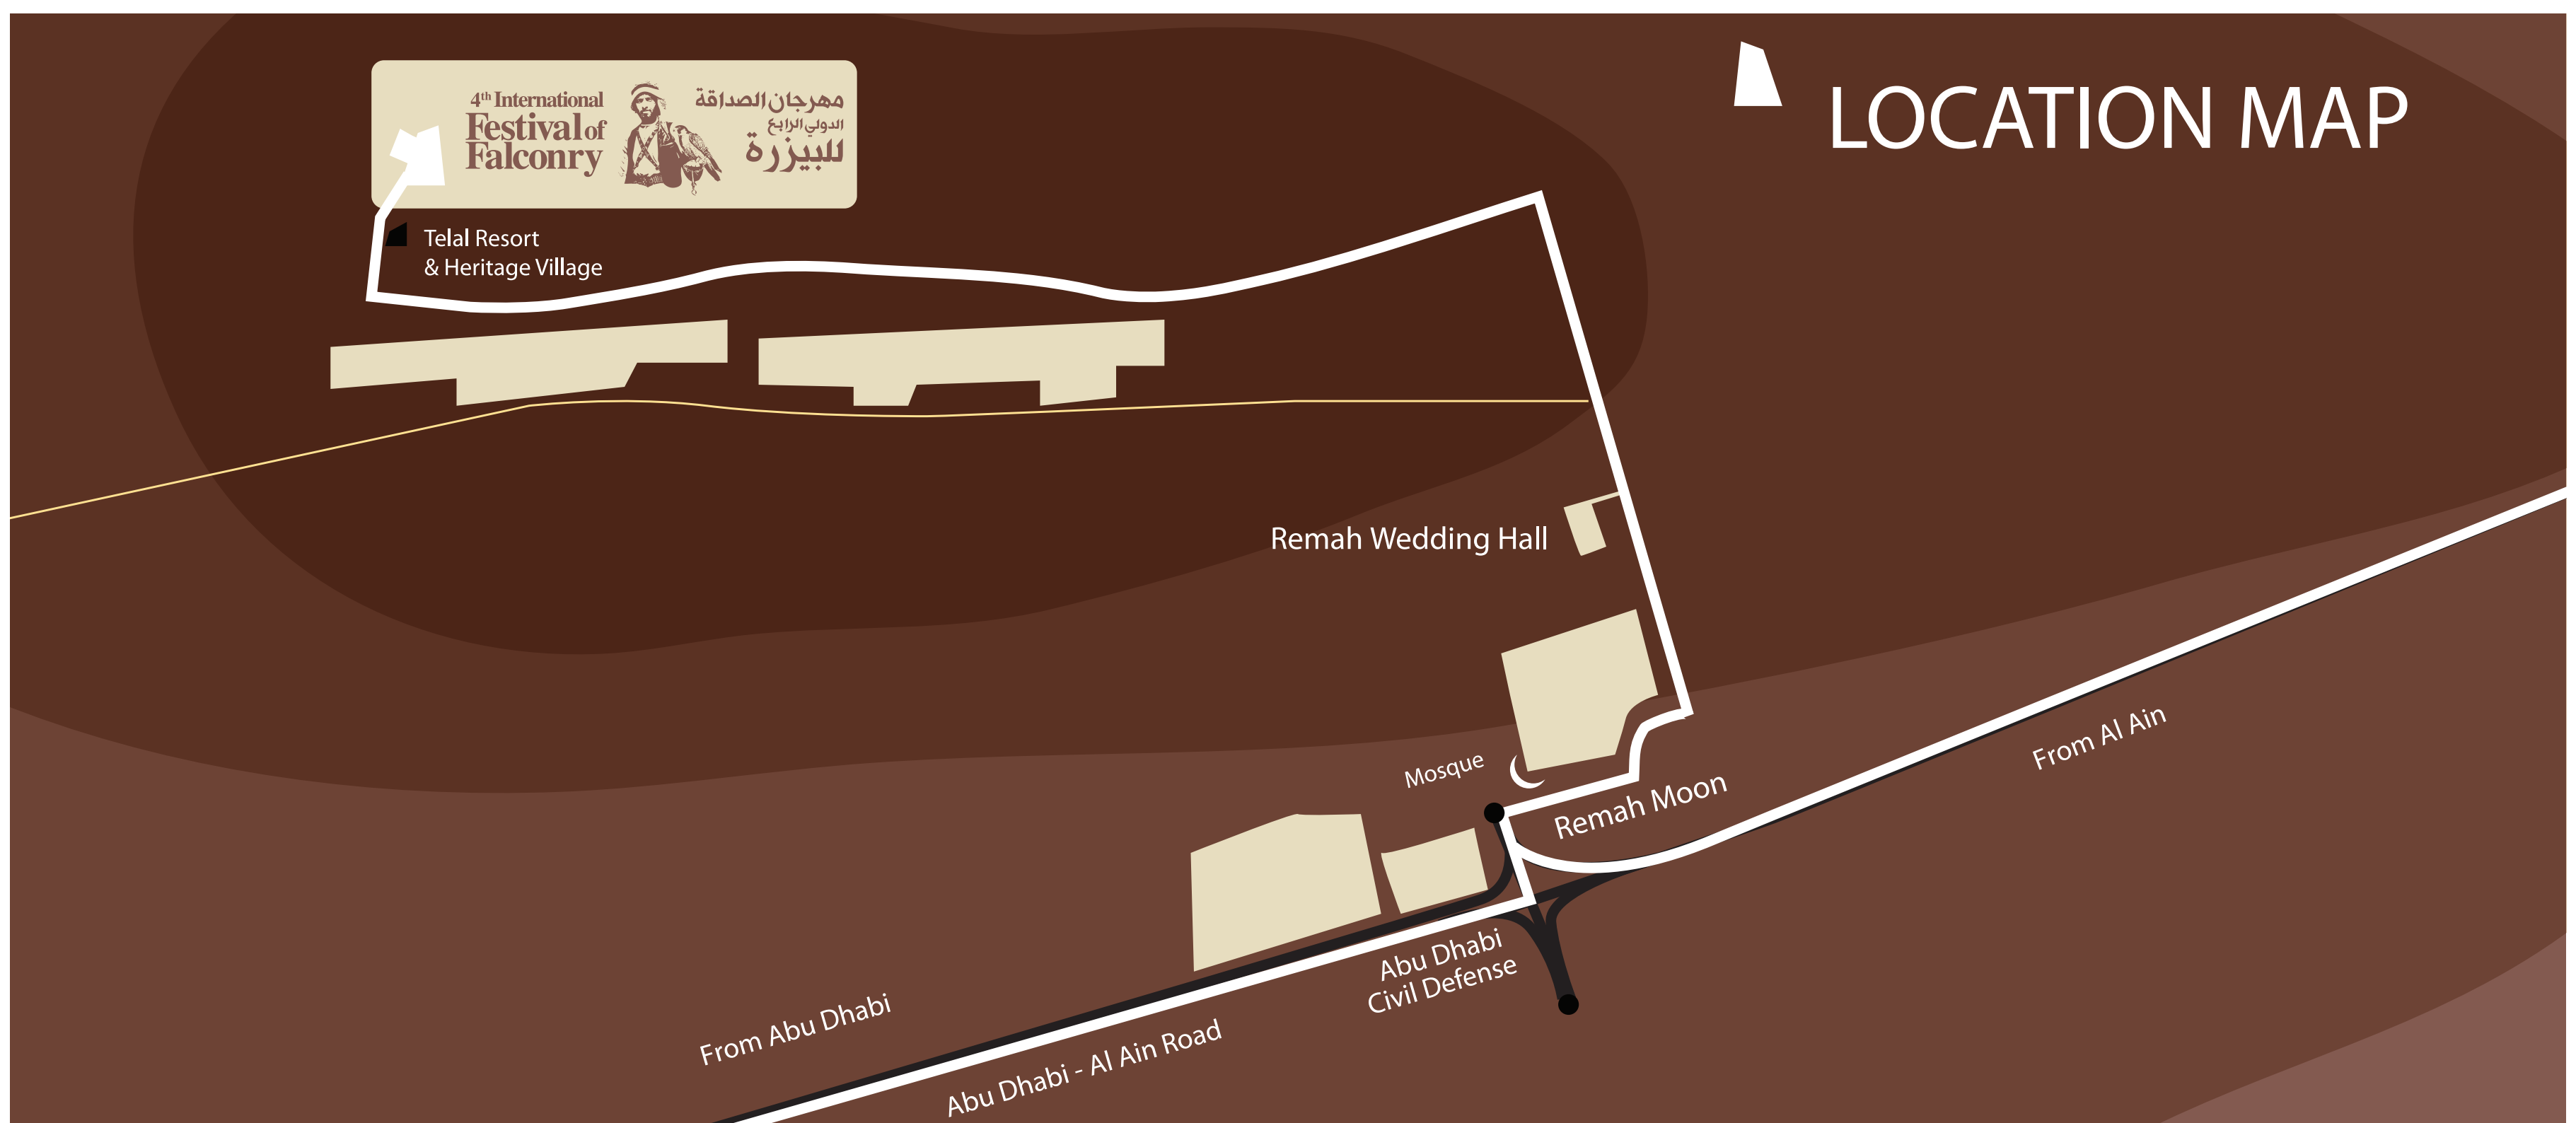 LOCATION MAP
4th International
Festival of
Falconry
مهرجان الصداقة
الدولي الرابع
للبيزرة
Telal Resort
& Heritage Village
Remah Wedding Hall
Mosque
Remah Moon
From Al Ain
Abu Dhabi
Civil Defense
From Abu Dhabi
Abu Dhabi - Al Ain Road